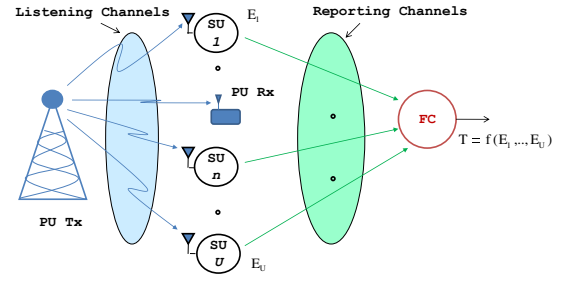 Listening Channels
Reporting Channels
SU
1
E1
PU Rx
FC
T = f ( E1 ,.., EU )
SU
n
PU Tx
SU
U
EU